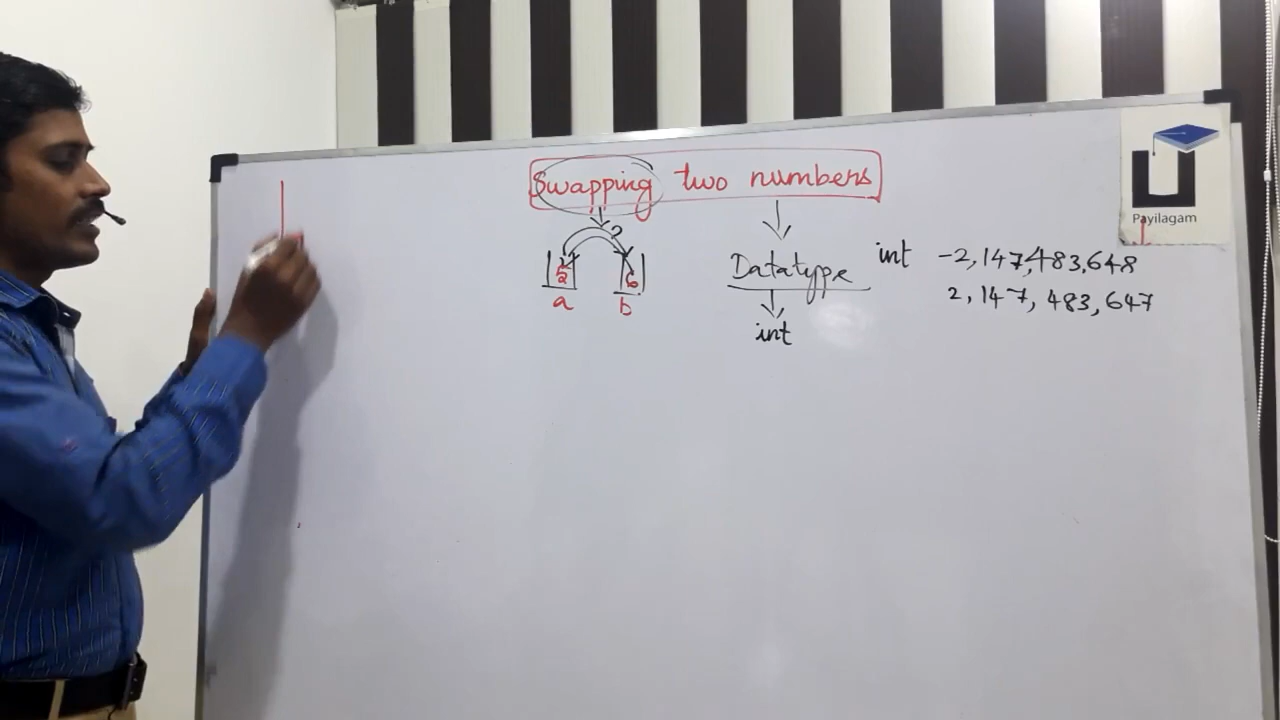 Swapping two numbers
Payilagam
a
b
Datatype
int
int -2,147,483,648
2,147,483,647